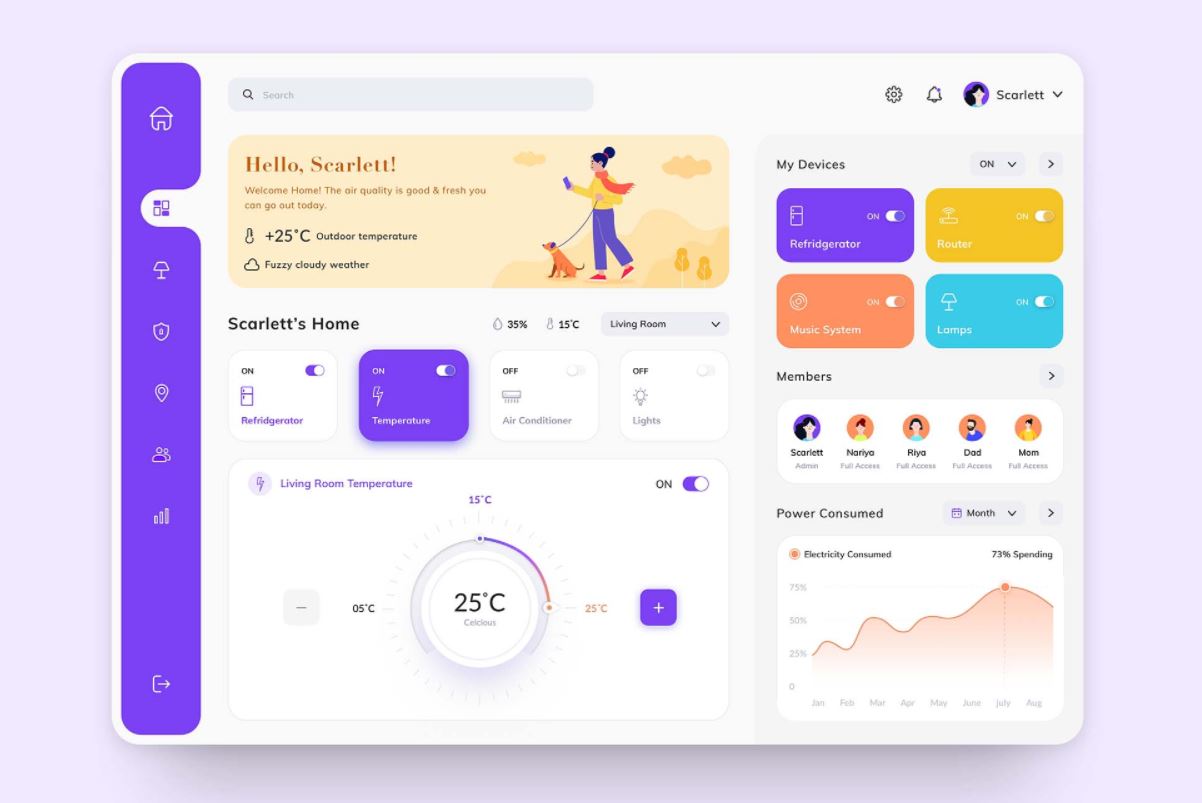 Search
Scarlett
Hello, Scarlett!
Welcome Home! The air quality is good & fresh you
can go out today.
+25°C Outdoor temperature
Fuzzy cloudy weather
Scarlett's Home
35%
15°C
Living Room
ON
Refridgerator
ON
Temperature
OFF
Air Conditioner
OFF
Lights
Living Room Temperature
ON
15°C
05°C
25°C
Celcious
25°C
My Devices
ON
ON
Refridgerator
ON
Router
ON
Music System
ON
Lamps
Members
Scarlett
Admin
Nariya
Full Access
Riya
Full Access
Dad
Full Access
Mom
Full Access
Power Consumed
Month
Electricity Consumed
73% Spending
75%
50%
25%
0
Jan Feb Mar Apr May June July Aug